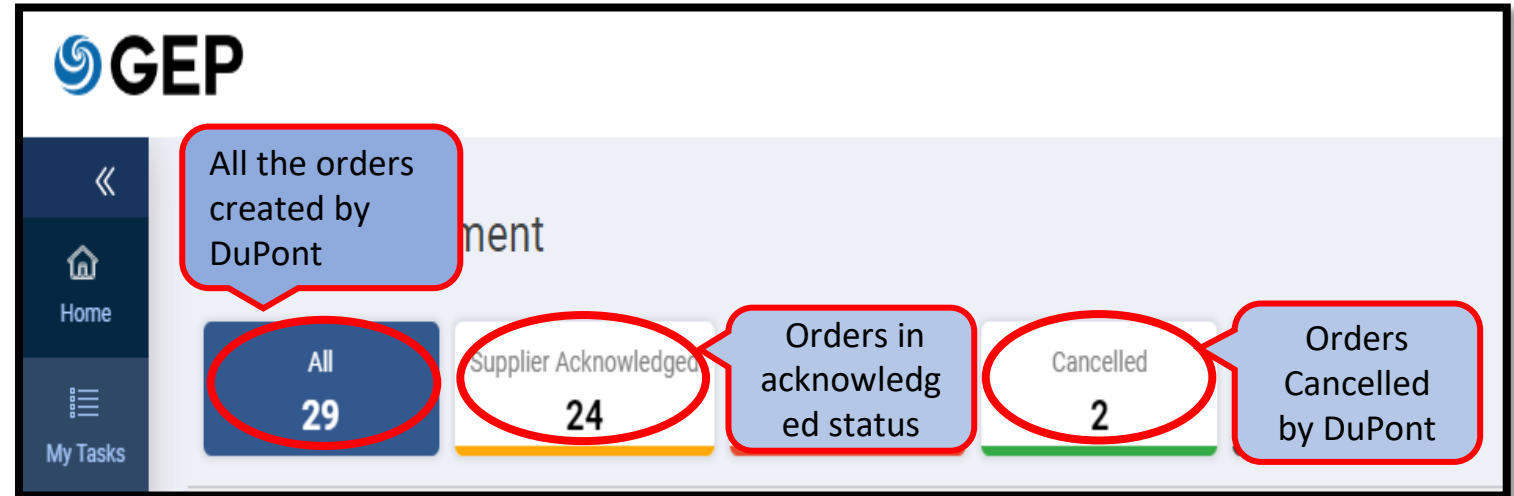 GEP
All the orders
created by
DuPont
ment
Home
My Tasks
All
29
Supplier Acknowledged
24
Orders in
acknowledg
ed status
Cancelled
2
Orders
Cancelled
by DuPont